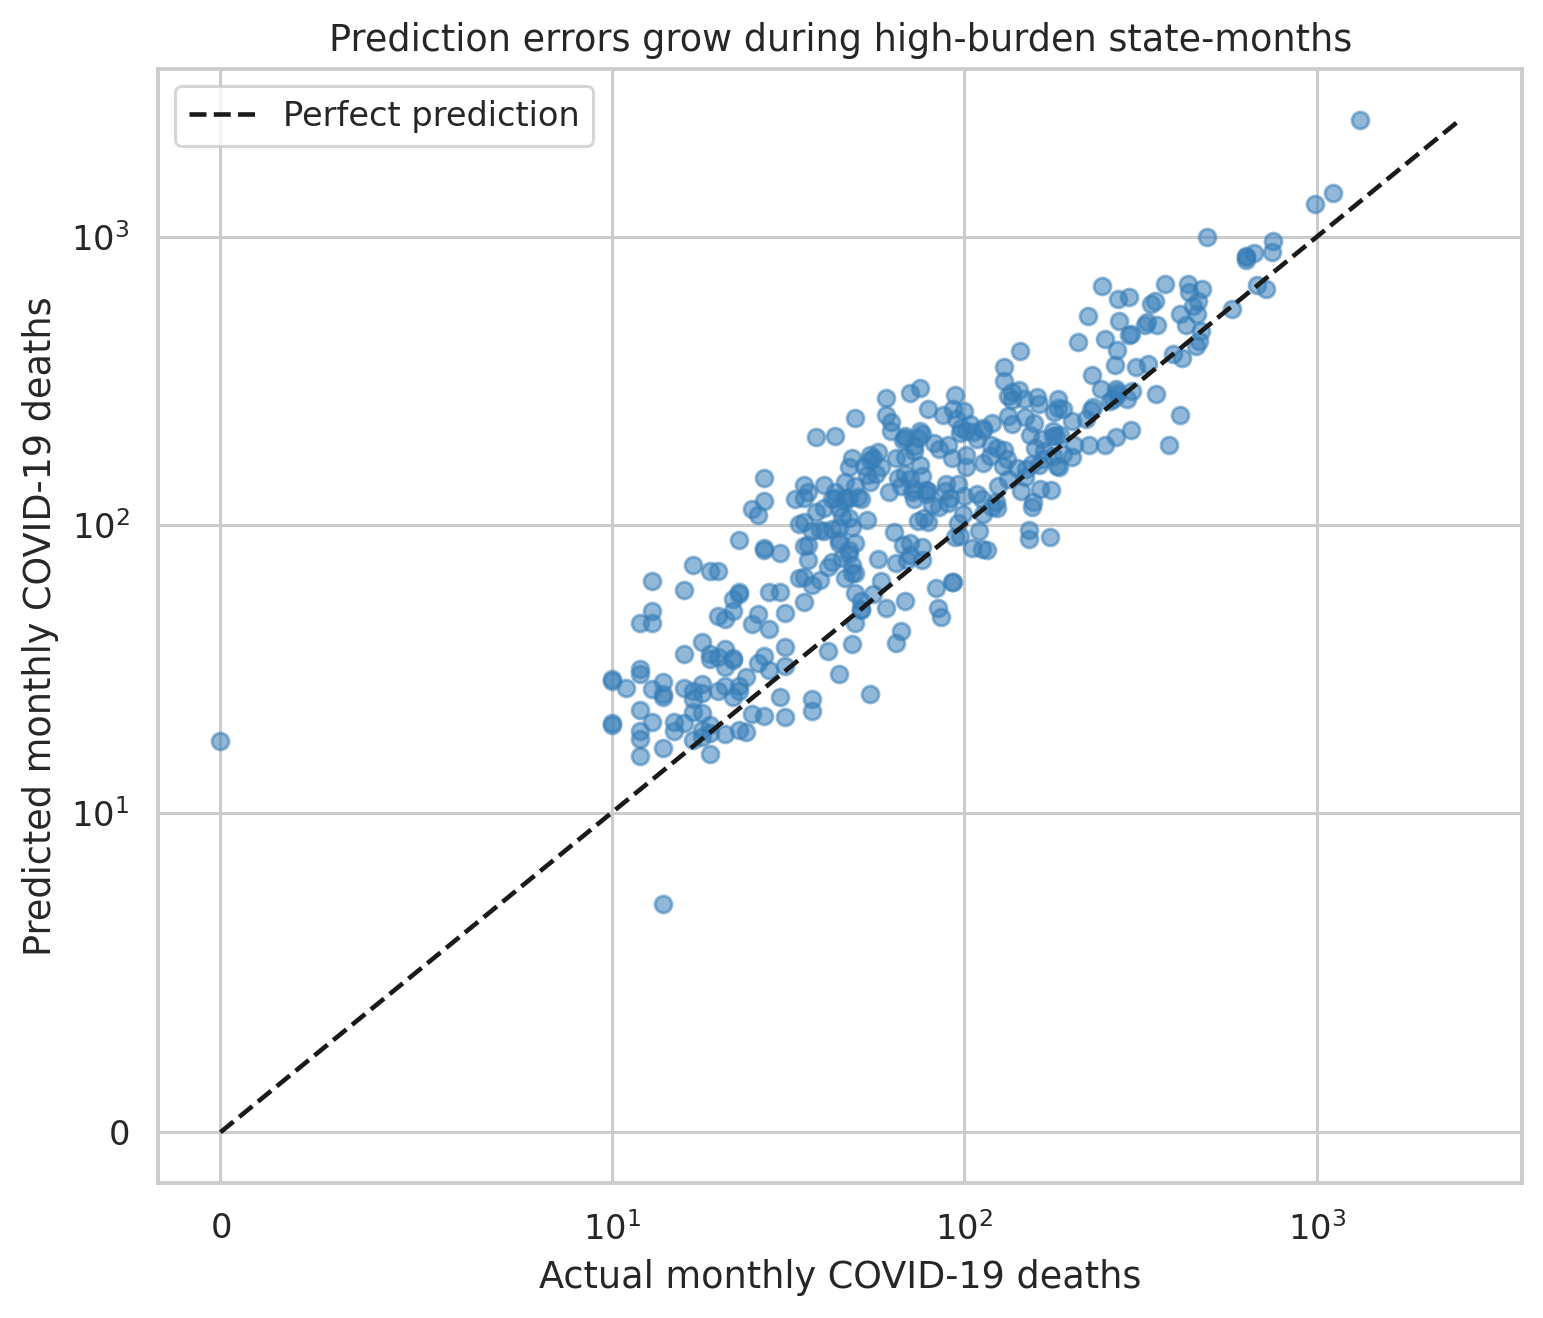 Prediction errors grow during high-burden state-months
Perfect prediction
Predicted monthly COVID-19 deaths
10³
10²
10¹
0
0
10¹
10²
10³
Actual monthly COVID-19 deaths